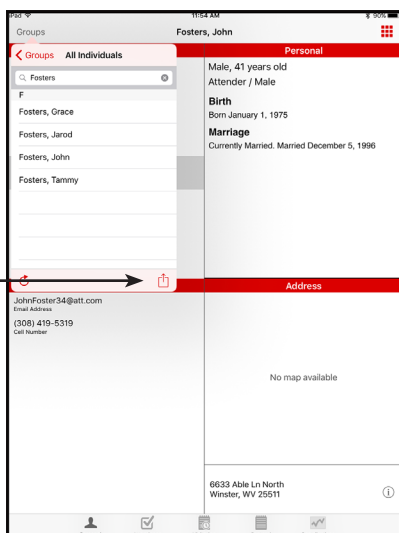 iPad
11:54 AM
90%
Groups
Fosters, John
Groups
All Individuals
Fosters
F
Fosters, Grace
Fosters, Jarod
Fosters, John
Fosters, Tammy
Personal
Male, 41 years old
Attender / Male
Birth
Born January 1, 1975
Marriage
Currently Married. Married December 5, 1996
JohnFoster34@att.com
Email Address
(308) 419-5319
Cell Number
Address
No map available
6633 Able Ln North
Winster, WV 25511